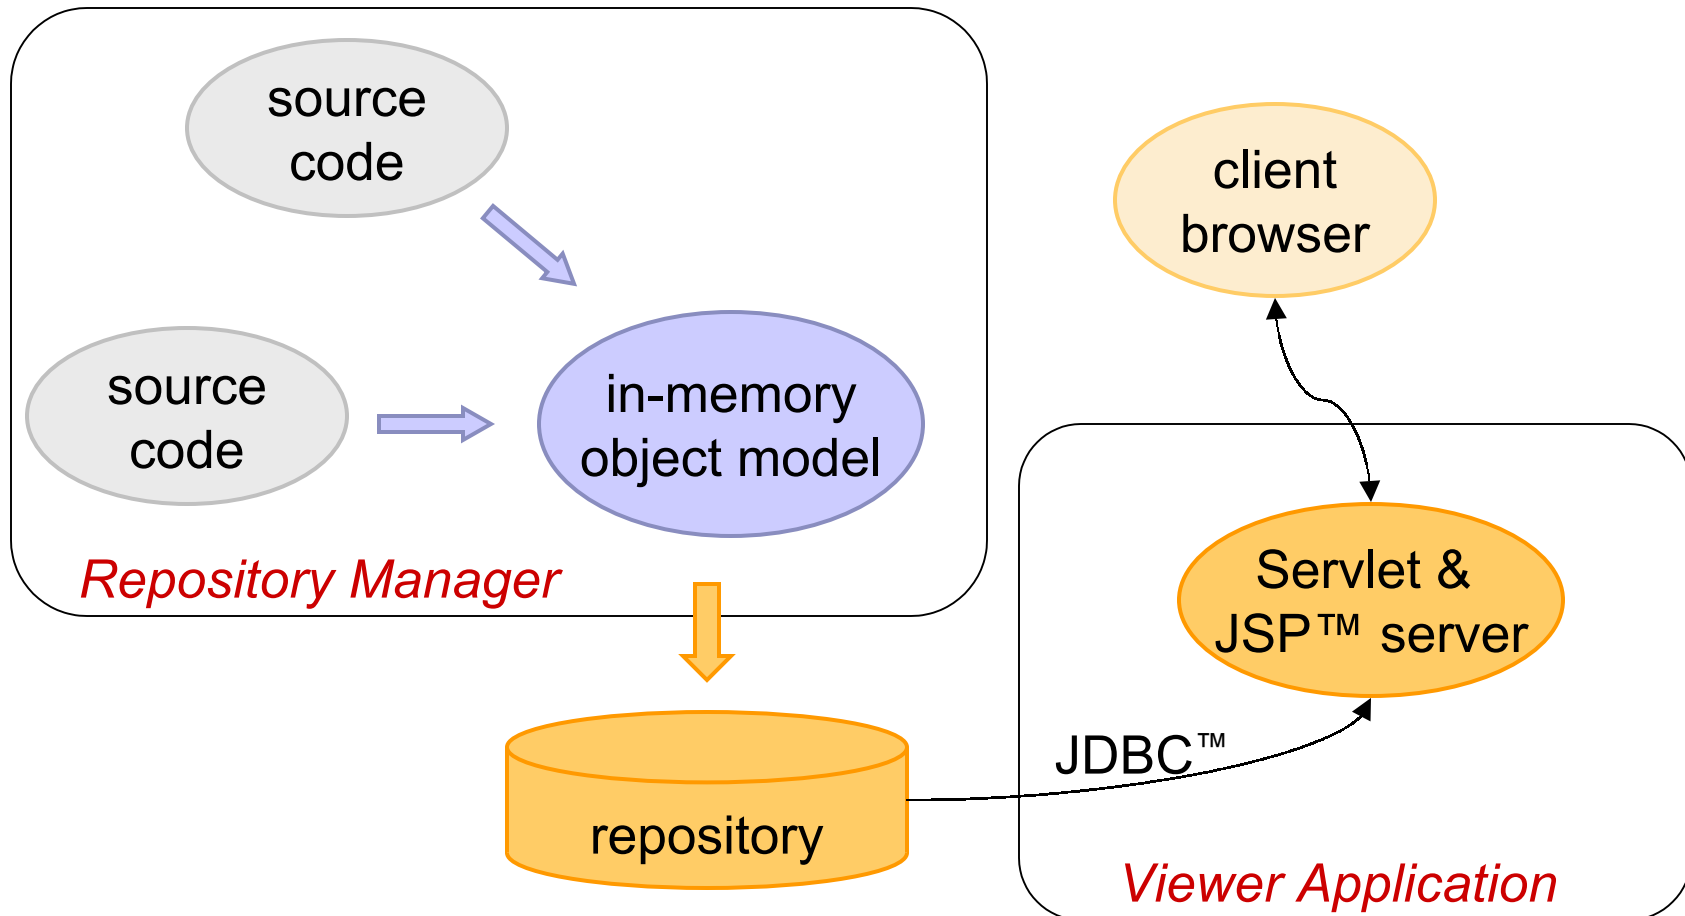 source
code
client
browser
source
code
in-memory
object model
Repository Manager
Servlet &
JSP™ server
JDBC™
repository
Viewer Application